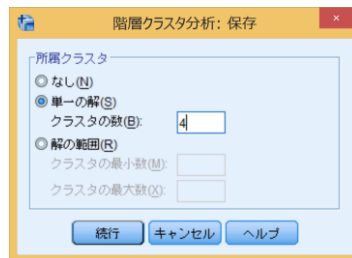 階層クラスタ分析: 保存
所属クラスタ
なし(N)
単一の解(S)
クラスタの数(B):
4
解の範囲(R)
クラスタの最小数(M):
クラスタの最大数(X):
続行 キャンセル ヘルプ